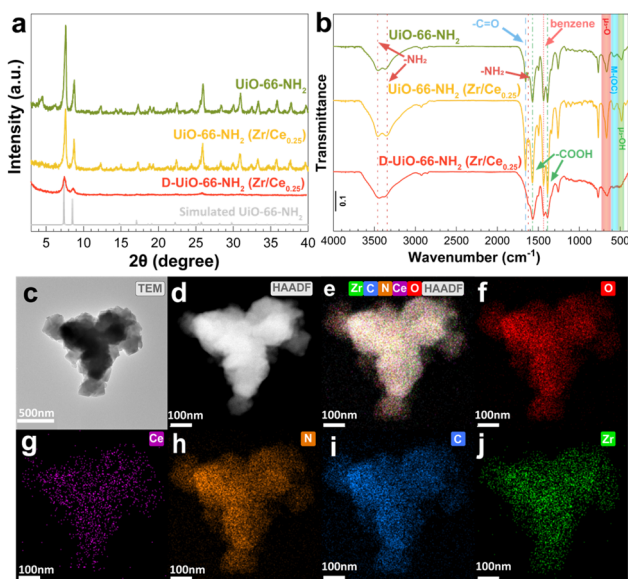 a
Intensity (a.u.)
UiO-66-NH₂
UiO-66-NH₂ (Zr/Ce₀.₂₅)
D-UiO-66-NH₂ (Zr/Ce₀.₂₅)
Simulated UiO-66-NH₂
5 10 15 20 25 30 35 40
2θ (degree)
b
Transmittance
-C=O
benzene
μ₃-O
UiO-66-NH₂
-NH₂
-NH₂
M-(OC)
UiO-66-NH₂ (Zr/Ce₀.₂₅)
μ₃-OH
-COOH
D-UiO-66-NH₂ (Zr/Ce₀.₂₅)
0.1
4000 3500 3000 2500 2000 1500 1000 500
Wavenumber (cm⁻¹)
c
TEM
500nm
d
HAADF
100nm
e
Zr C N Ce O HAADF
100nm
f
O
100nm
g
Ce
100nm
h
N
100nm
i
C
100nm
j
Zr
100nm